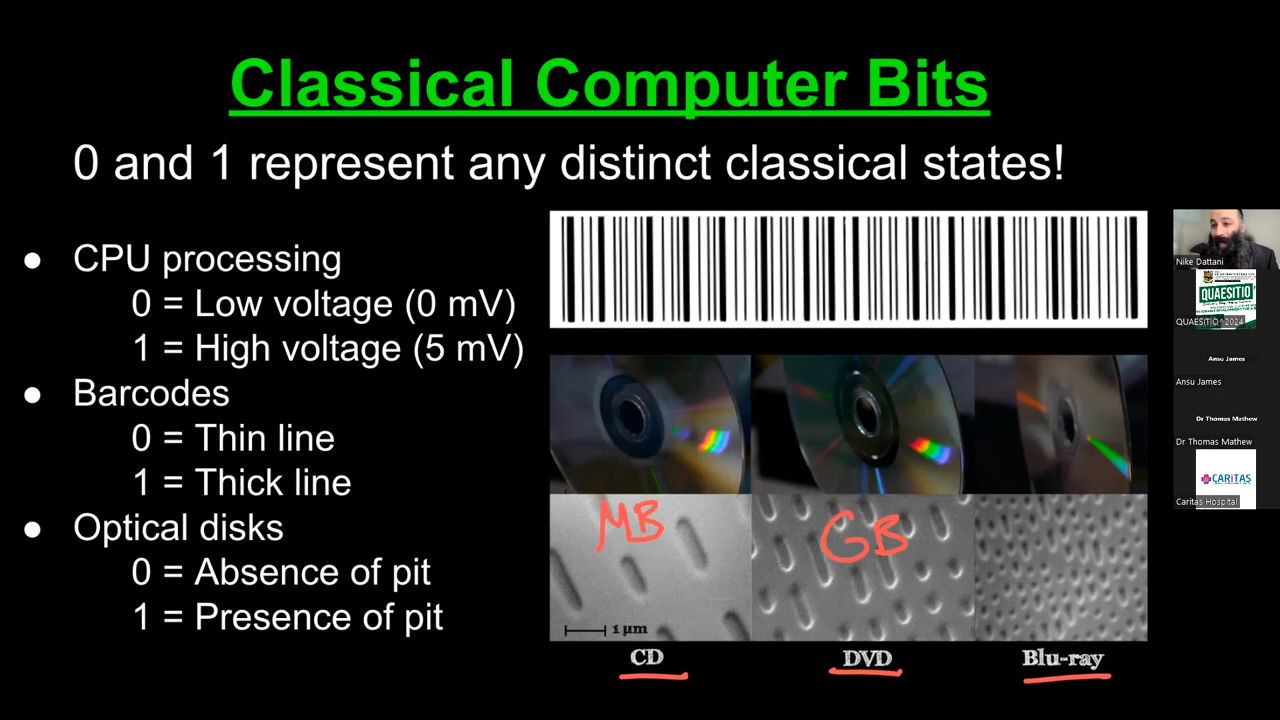 Classical Computer Bits
0 and 1 represent any distinct classical states!
● CPU processing
0 = Low voltage (0 mV)
1 = High voltage (5 mV)
● Barcodes
0 = Thin line
1 = Thick line
● Optical disks
0 = Absence of pit
1 = Presence of pit
MB
GB
1 μm
CD
DVD
Blu-ray
Nike Dattani
QUAESITIO
QUAESITIO 2024
Ansu James
Ansu James
Dr Thomas Mathew
Dr Thomas Mathew
CARiTAS
Caritas Hospital